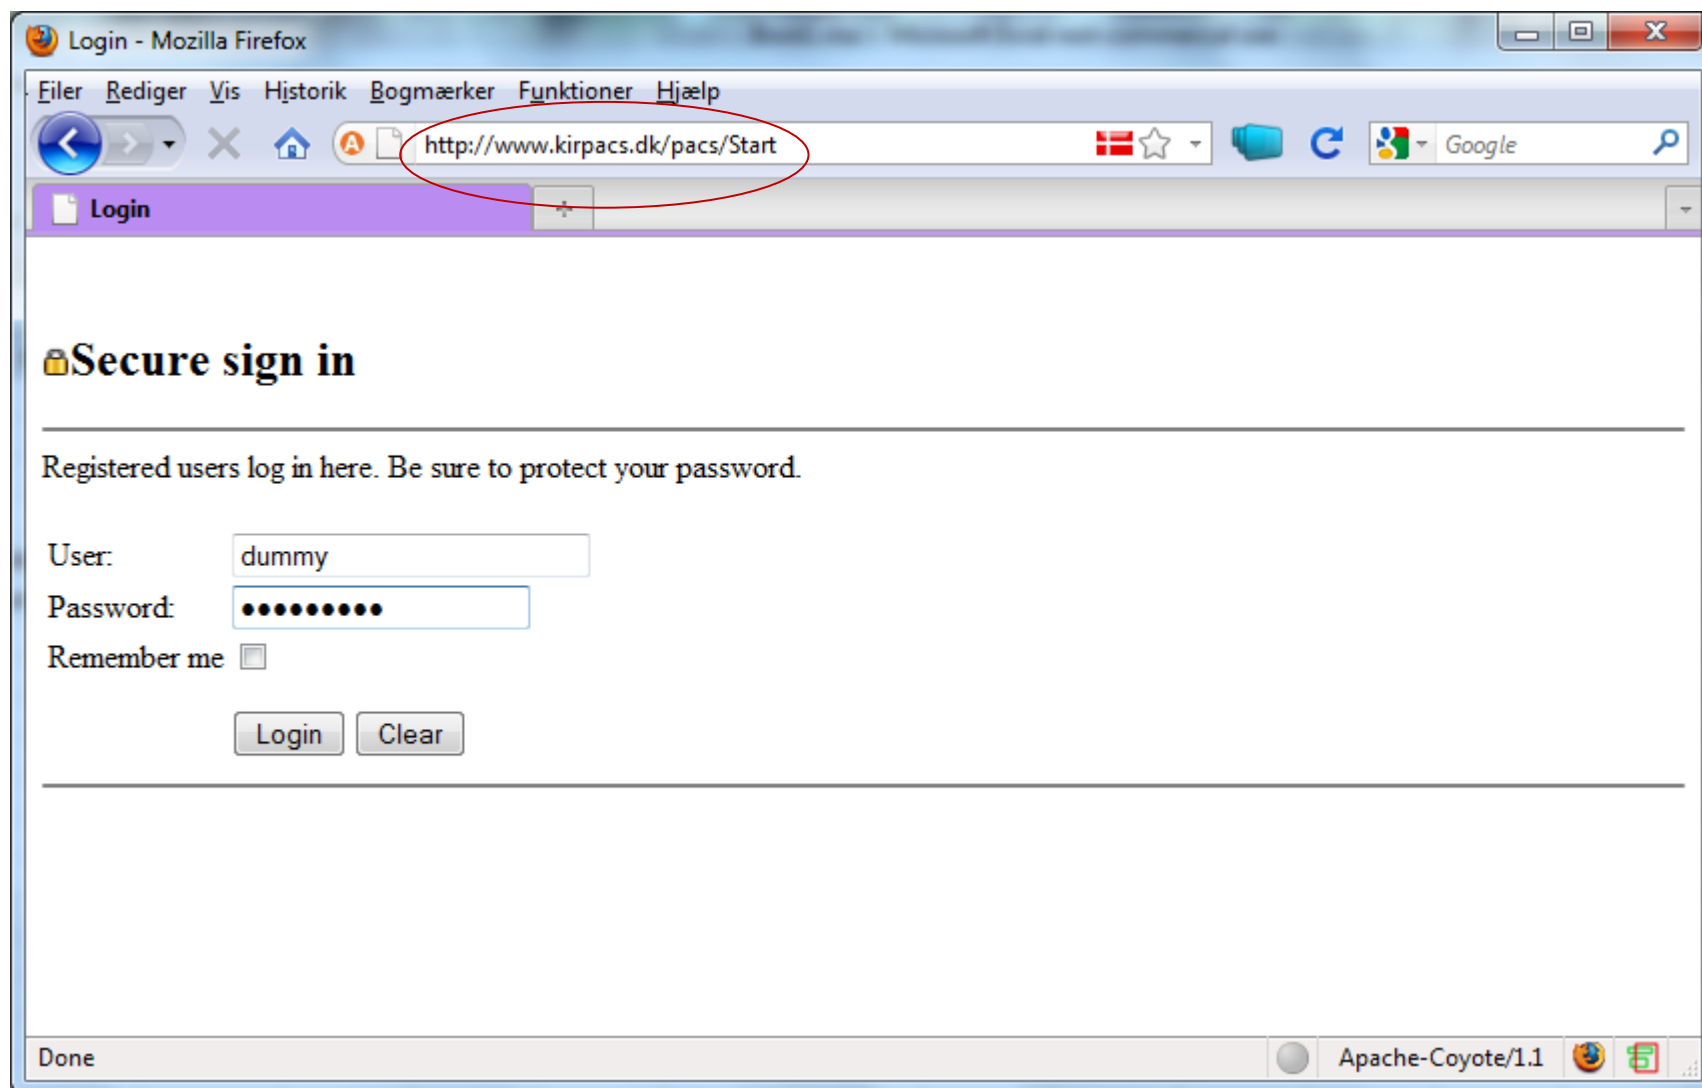 Login - Mozilla Firefox
Filer Rediger Vis Historik Bogmærker Funktioner Hjælp
http://www.kirpacs.dk/pacs/Start
Google
Login
Secure sign in
Registered users log in here. Be sure to protect your password.
User: dummy
Password: •••••••••
Remember me
Login Clear
Done Apache-Coyote/1.1